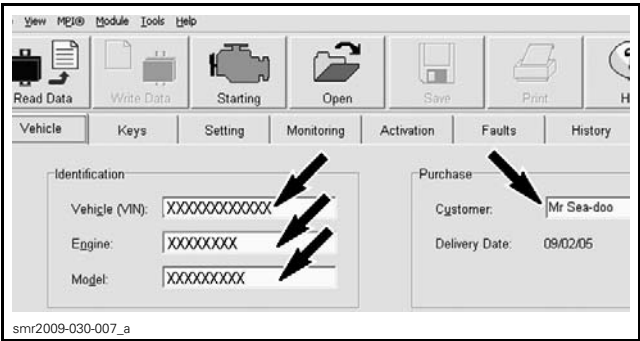 View MPI® Module Tools Help
Read Data Write Data Starting Open Save Print H
Vehicle Keys Setting Monitoring Activation Faults History
Identification Purchase
Vehicle (VIN): XXXXXXXXXXXX Customer: Mr Sea-doo
Engine: XXXXXXXX Delivery Date: 09/02/05
Model: XXXXXXXXX
smr2009-030-007_a